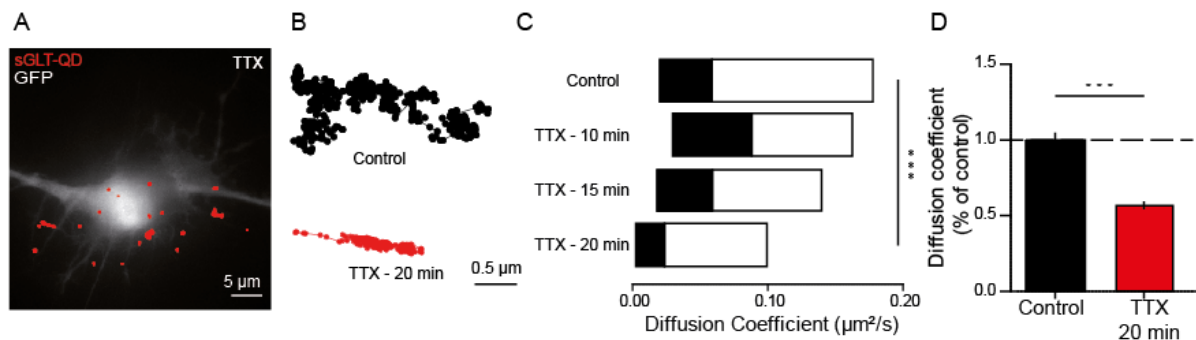 A
sGLT-QD
GFP
TTX
5 µm
B
Control
TTX - 20 min
0.5 µm
C
Control
TTX - 10 min
TTX - 15 min
TTX - 20 min
***
0.00 0.10 0.20
Diffusion Coefficient (µm²/s)
D
Diffusion coefficient
(% of control)
1.5
1.0
0.5
0.0
---
Control TTX
20 min